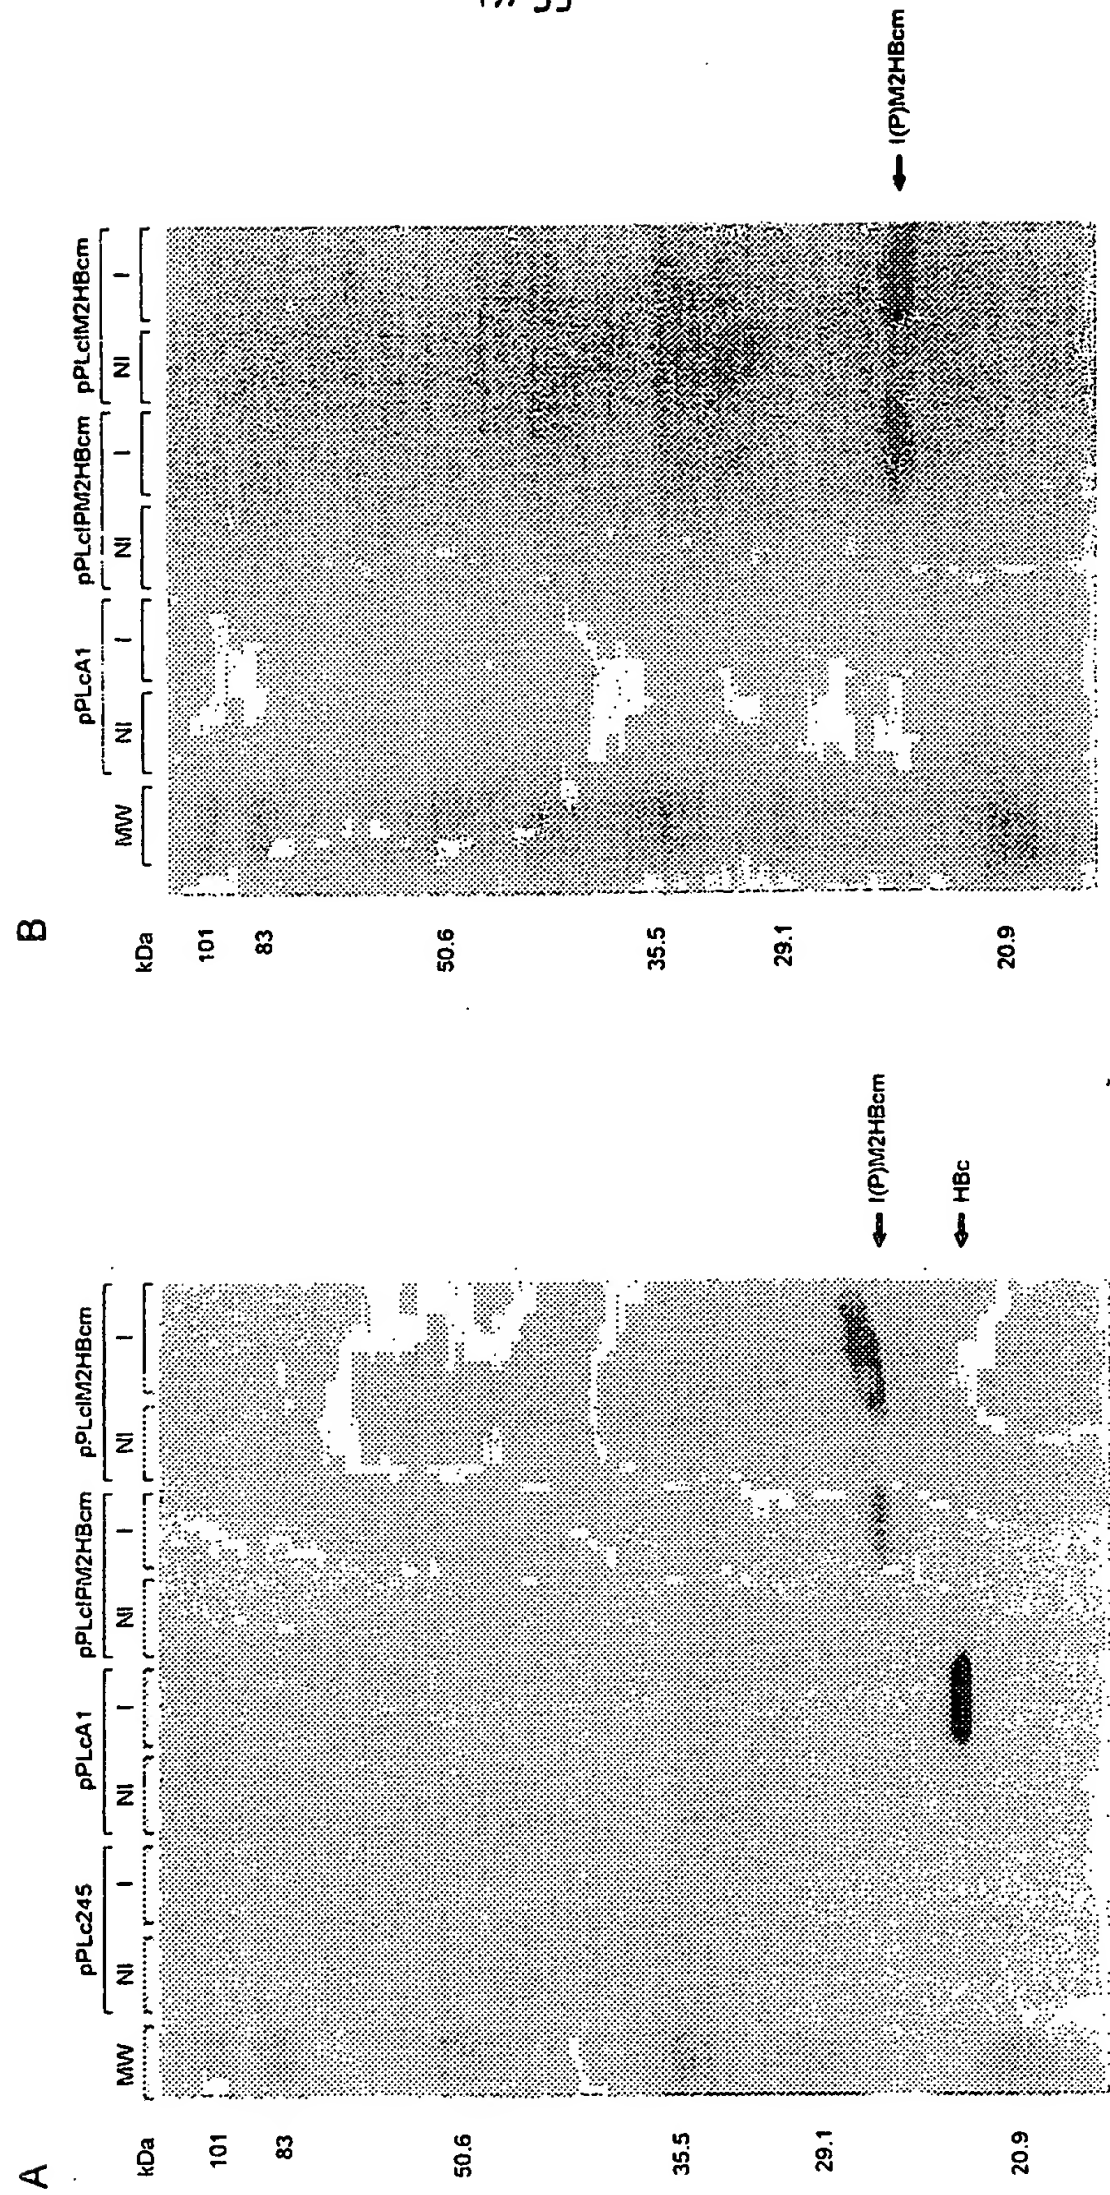 A
pPLc245 pPLcA1 pPLcIPM2HBcm pPLcIM2HBcm
MW NI I NI I NI I NI I
kDa
101
83
50.6
35.5
29.1
20.9
I(P)M2HBcm
HBc
B
pPLcA1 pPLcIPM2HBcm pPLcIM2HBcm
MW NI I NI I NI I
kDa
101
83
50.6
35.5
29.1
20.9
I(P)M2HBcm